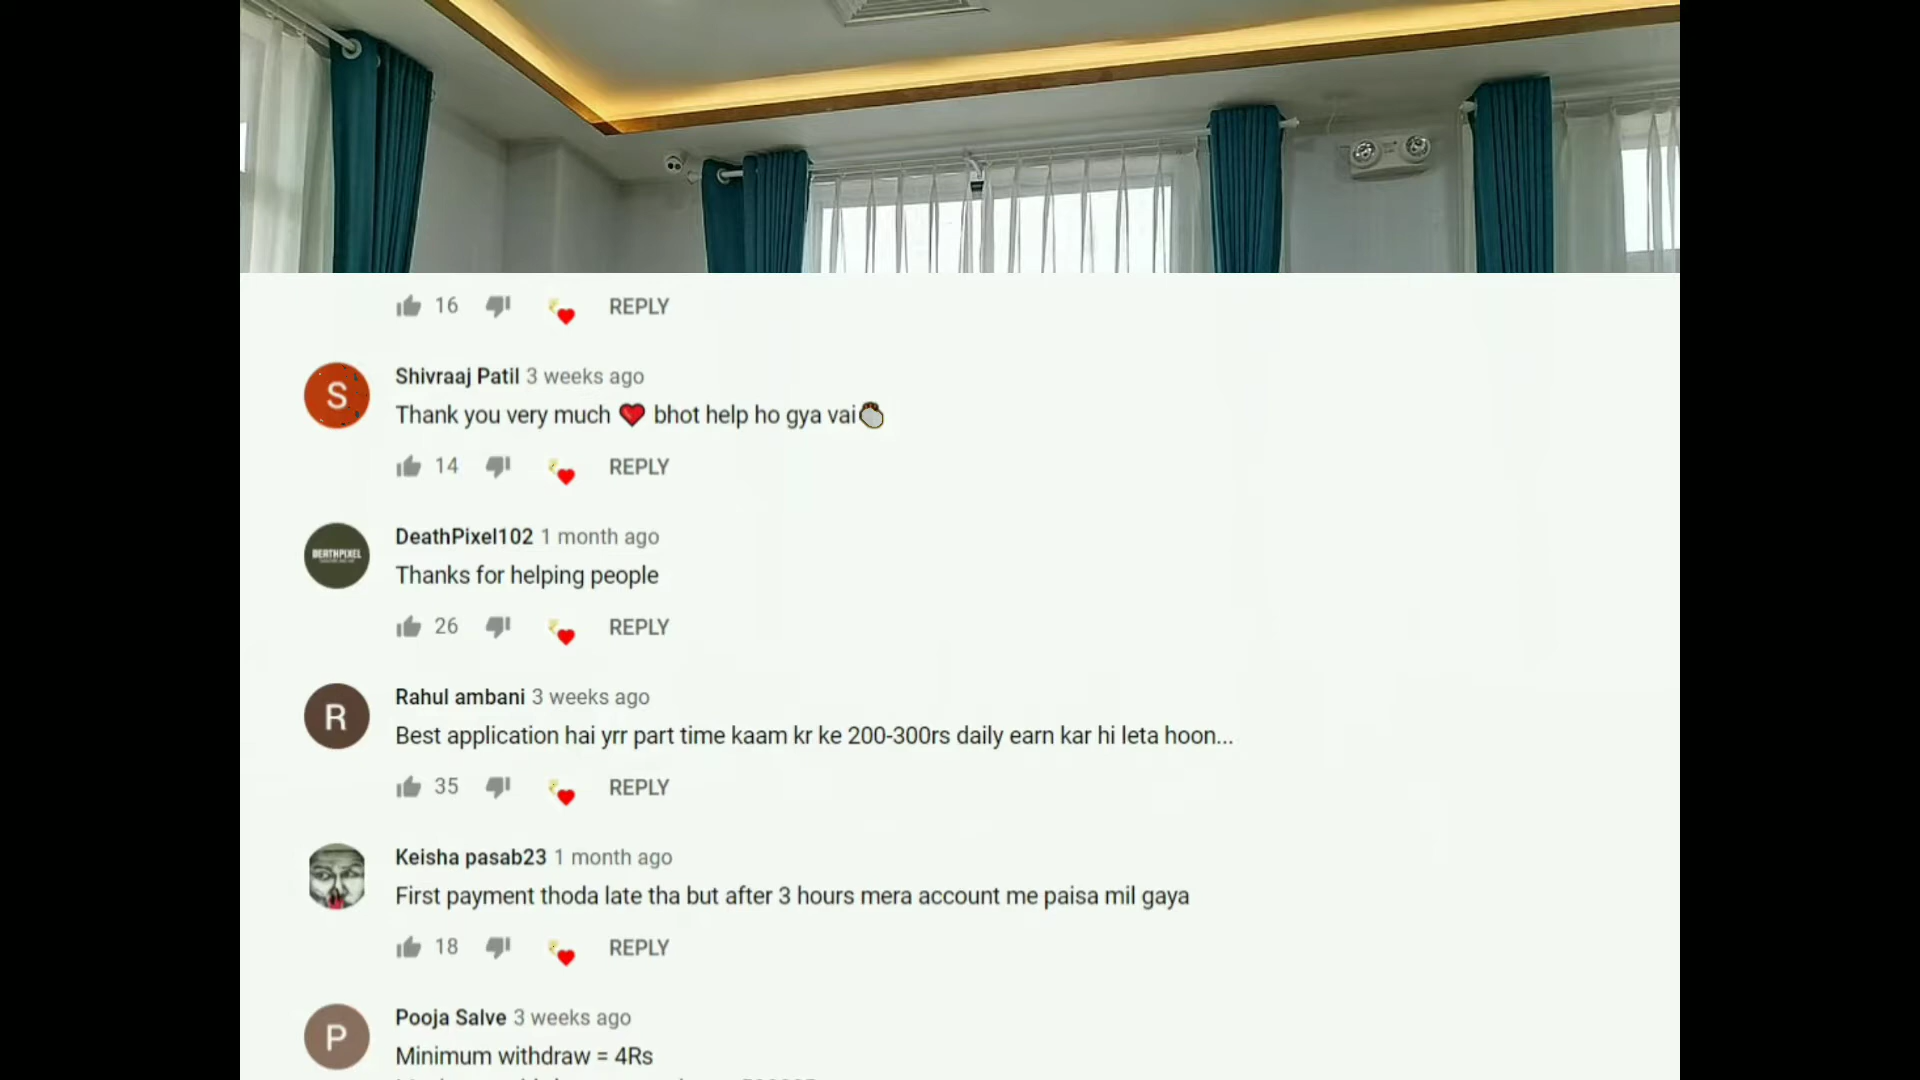 16 REPLY
Shivraaj Patil 3 weeks ago
Thank you very much ❤️ bhot help ho gya vai
14 REPLY
DEATHPIXEL
DeathPixel102 1 month ago
Thanks for helping people
26 REPLY
R
Rahul ambani 3 weeks ago
Best application hai yrr part time kaam kr ke 200-300rs daily earn kar hi leta hoon...
35 REPLY
Keisha pasab23 1 month ago
First payment thoda late tha but after 3 hours mera account me paisa mil gaya
18 REPLY
P
Pooja Salve 3 weeks ago
Minimum withdraw = 4Rs